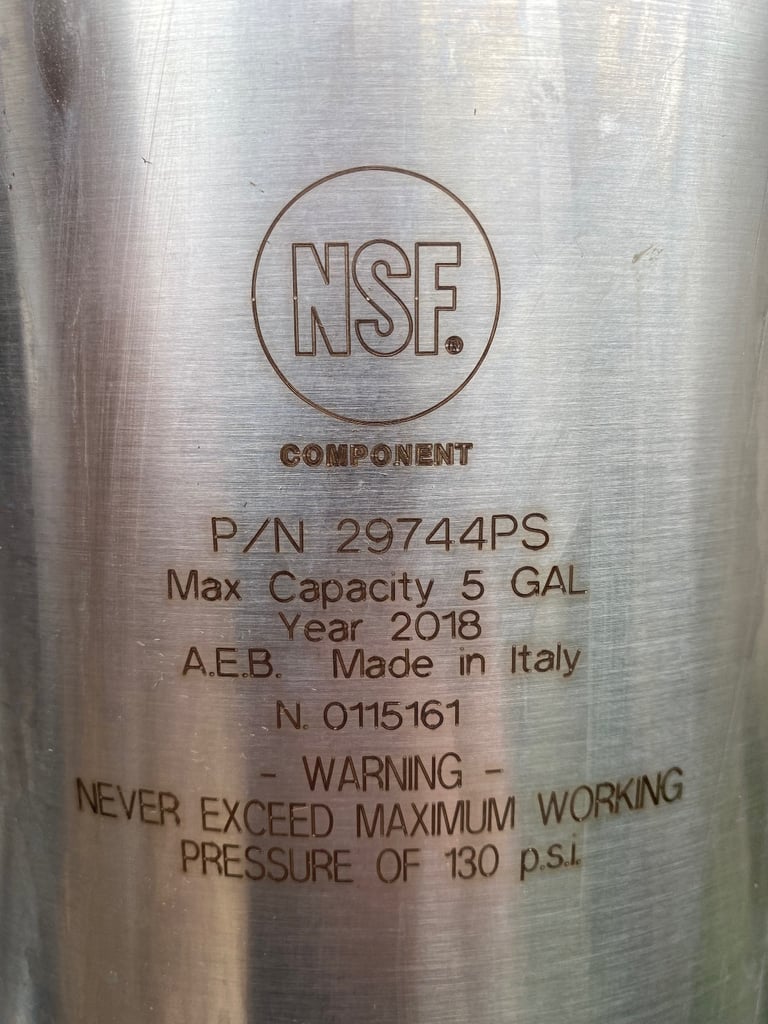 NSF®
COMPONENT
P/N 29744PS
Max Capacity 5 GAL
Year 2018
A.E.B. Made in Italy
N. 0115161
- WARNING -
NEVER EXCEED MAXIMUM WORKING
PRESSURE OF 130 p.s.i.